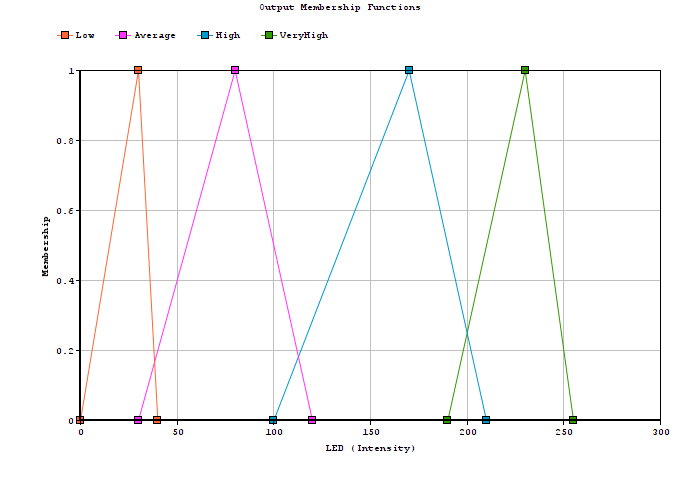 Output Membership Functions
Low Average High VeryHigh
1
0.8
0.6
0.4
0.2
0
Membership
0 50 100 150 200 250 300
LED (Intensity)